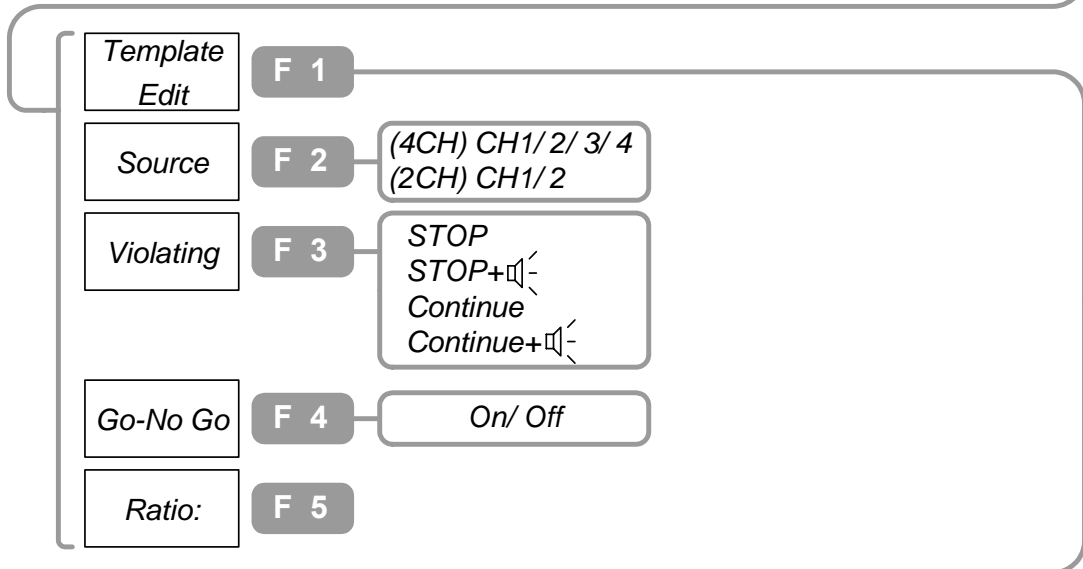 Template
Edit
F 1
Source
F 2
(4CH) CH1/ 2/ 3/ 4
(2CH) CH1/ 2
Violating
F 3
STOP
STOP+
Continue
Continue+
Go-No Go
F 4
On/ Off
Ratio:
F 5